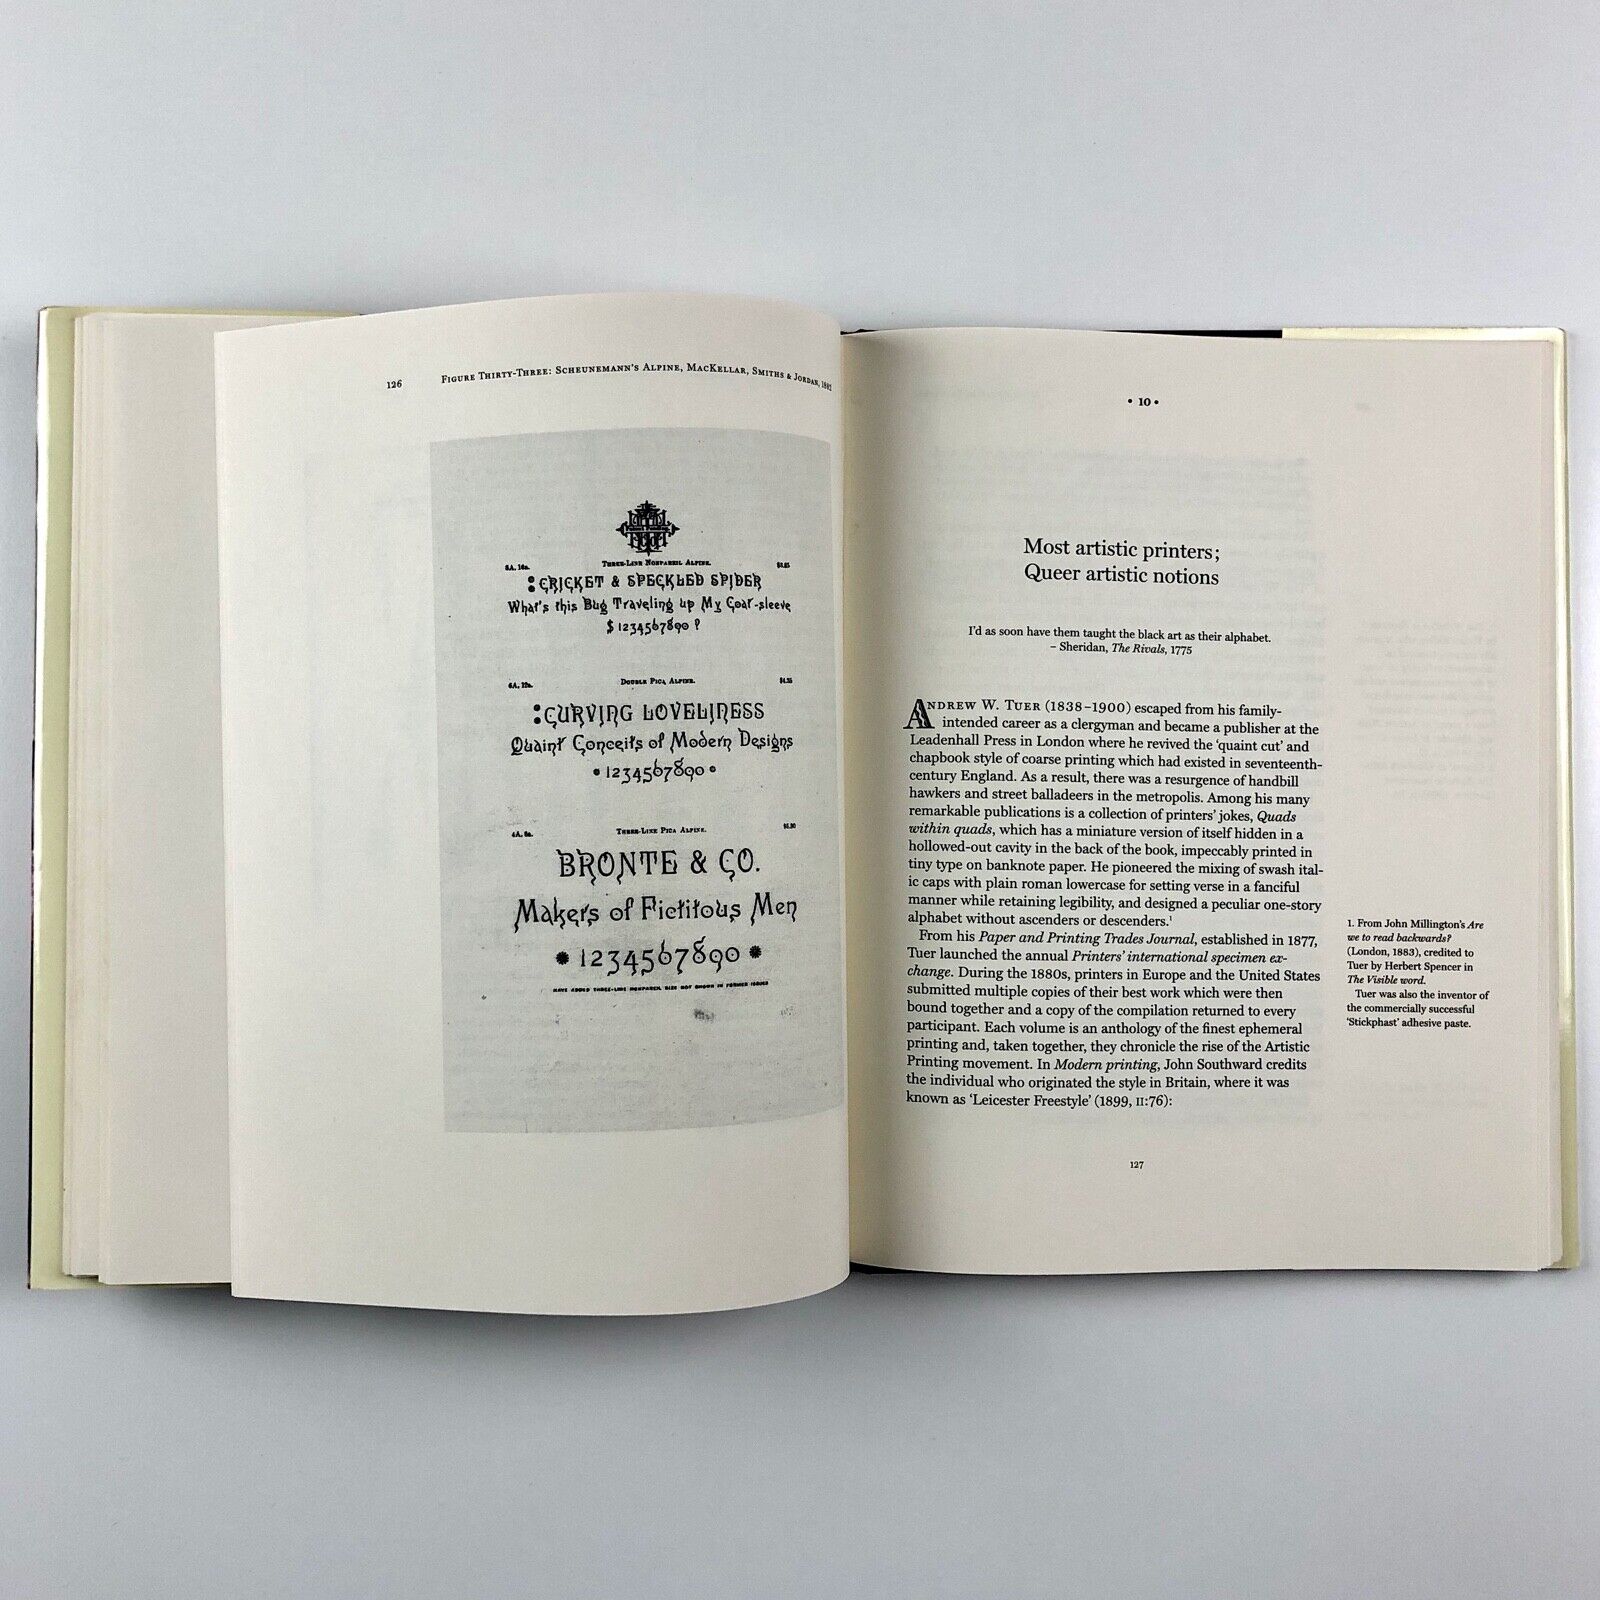 126 FIGURE THIRTY-THREE: SCHEUNEMANN'S ALPINE, MACKELLAR, SMITHS & JORDAN,
THREE-LINE NONPAREIL ALPINE.
CRICKET & SPECKLED SPIDER
What's this Bug Traveling up My Coat-sleeve
$ 1234567890 ?
6A, 12a. DOUBLE PICA ALPINE. $4.25
CURVING LOVELINESS
Quaint Conceits of Modern Designs
1234567890
4A, 8a. THREE-LINE PICA ALPINE.
BRONTE & CO.
Makers of Fictitous Men
1234567890
HAVE ADDED THREE-LINE NONPAREIL SIZE NOT SHOWN IN FORMER ISSUES
• 10 •
Most artistic printers;
Queer artistic notions
I'd as soon have them taught the black art as their alphabet.
– Sheridan, The Rivals, 1775
ANDREW W. TUER (1838–1900) escaped from his family-
intended career as a clergyman and became a publisher at the
Leadenhall Press in London where he revived the 'quaint cut' and
chapbook style of coarse printing which had existed in seventeenth-
century England. As a result, there was a resurgence of handbill
hawkers and street balladeers in the metropolis. Among his many
remarkable publications is a collection of printers' jokes, Quads
within quads, which has a miniature version of itself hidden in a
hollowed-out cavity in the back of the book, impeccably printed in
tiny type on banknote paper. He pioneered the mixing of swash ital-
ic caps with plain roman lowercase for setting verse in a fanciful
manner while retaining legibility, and designed a peculiar one-story
alphabet without ascenders or descenders.¹
From his Paper and Printing Trades Journal, established in 1877,
Tuer launched the annual Printers' international specimen ex-
change. During the 1880s, printers in Europe and the United States
submitted multiple copies of their best work which were then
bound together and a copy of the compilation returned to every
participant. Each volume is an anthology of the finest ephemeral
printing and, taken together, they chronicle the rise of the Artistic
Printing movement. In Modern printing, John Southward credits
the individual who originated the style in Britain, where it was
known as 'Leicester Freestyle' (1899, II:76):
1. From John Millington's Are
we to read backwards?
(London, 1883), credited to
Tuer by Herbert Spencer in
The Visible word.
Tuer was also the inventor of
the commercially successful
'Stickphast' adhesive paste.
127